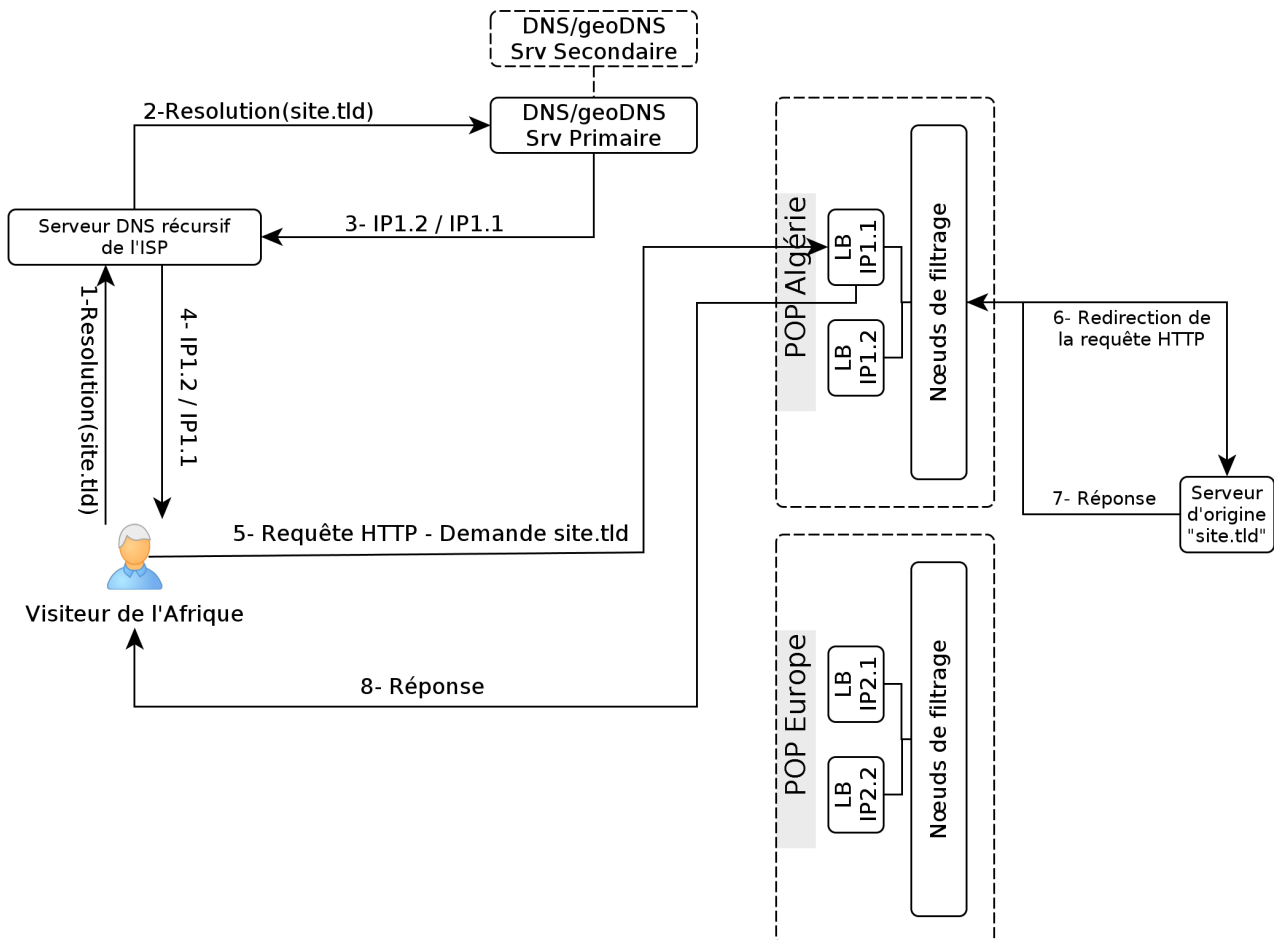 DNS/geoDNS
Srv Secondaire
2-Resolution(site.tld)
DNS/geoDNS
Srv Primaire
Serveur DNS récursif
de l'ISP
3- IP1.2 / IP1.1
1-Resolution(site.tld)
4- IP1.2 / IP1.1
POP Algérie
LB
IP1.1
LB
IP1.2
Nœuds de filtrage
6- Redirection de
la requête HTTP
7- Réponse
Serveur
d'origine
"site.tld"
5- Requête HTTP - Demande site.tld
Visiteur de l'Afrique
8- Réponse
POP Europe
LB
IP2.1
LB
IP2.2
Nœuds de filtrage